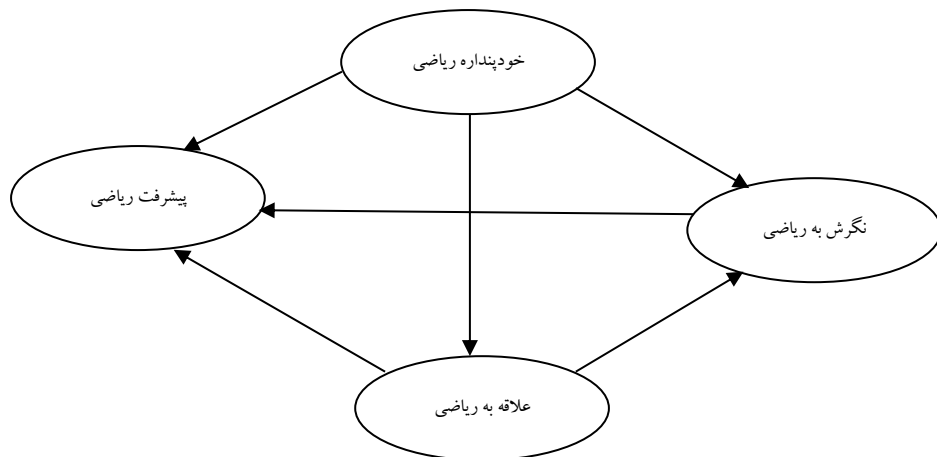 خودپنداره ریاضی
پیشرفت ریاضی
نگرش به ریاضی
علاقه به ریاضی